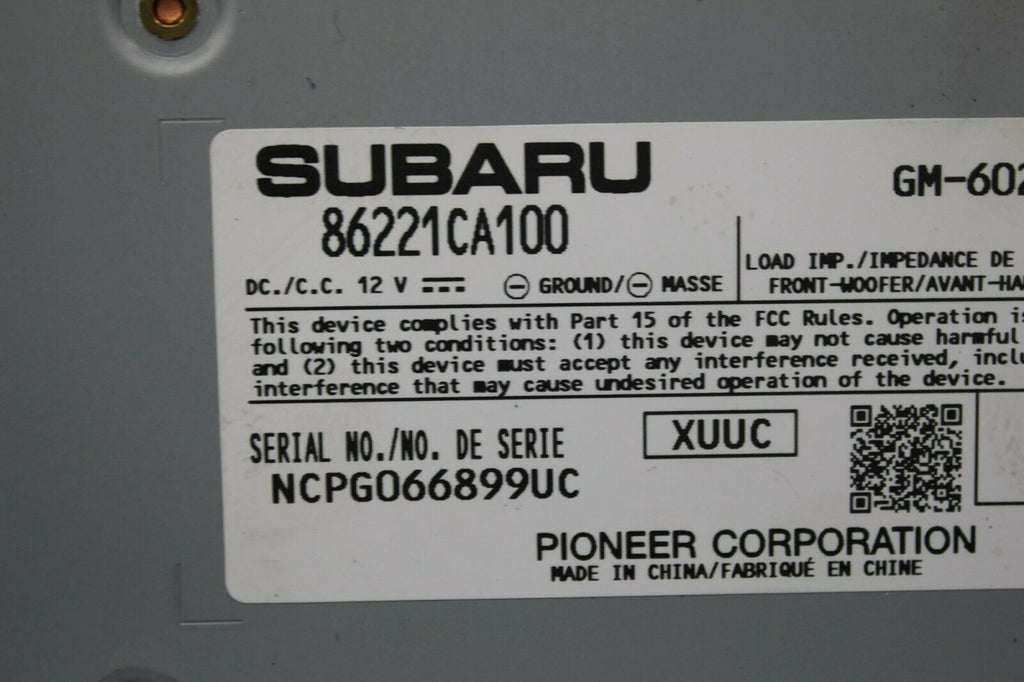 SUBARU
GM-602
86221CA100
DC./C.C. 12 V ⊖ GROUND/⊖ MASSE
LOAD IMP./IMPEDANCE DE
FRONT-WOOFER/AVANT-HA
This device complies with Part 15 of the FCC Rules. Operation is
following two conditions: (1) this device may not cause harmful
and (2) this device must accept any interference received, inclu
interference that may cause undesired operation of the device.
SERIAL NO./NO. DE SERIE
XUUC
NCPG066899UC
PIONEER CORPORATION
MADE IN CHINA/FABRIQUÉ EN CHINE